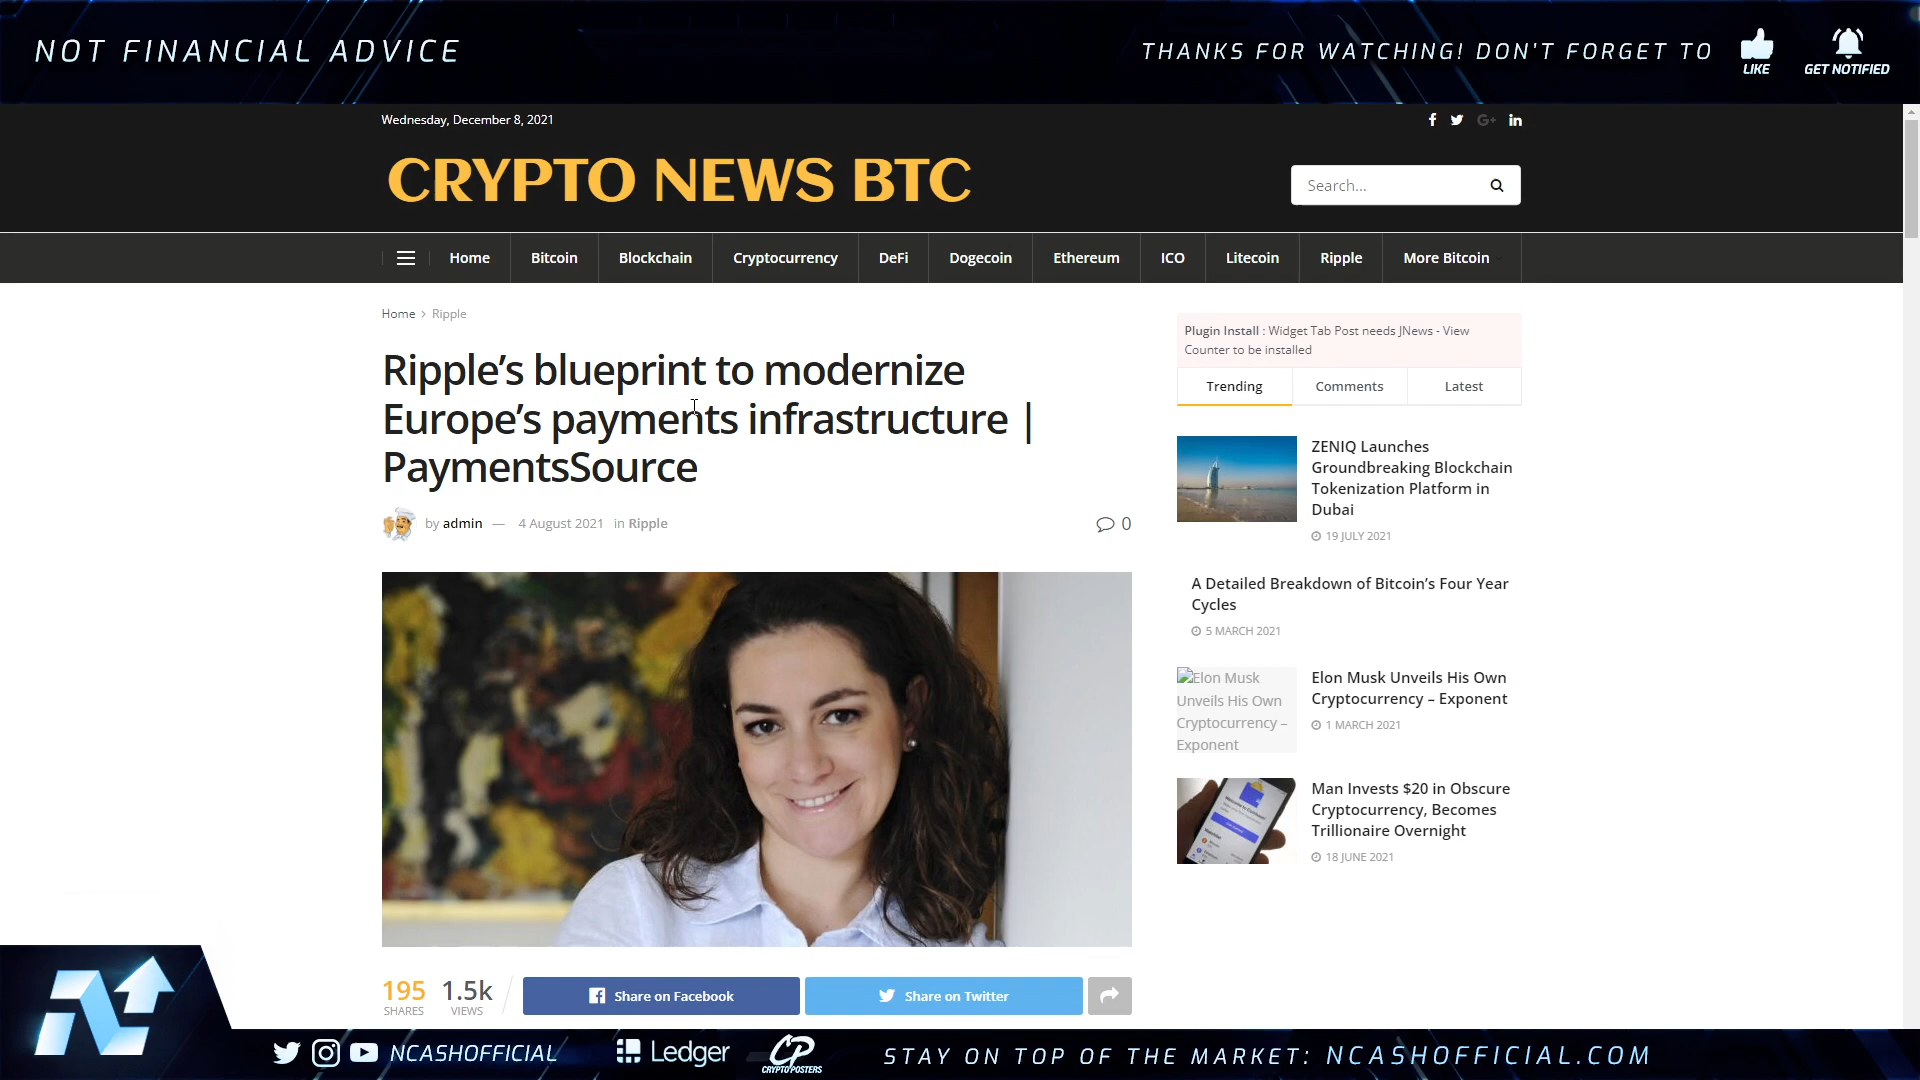 NOT FINANCIAL ADVICE
THANKS FOR WATCHING! DON'T FORGET TO
LIKE
GET NOTIFIED
Wednesday, December 8, 2021
CRYPTO NEWS BTC
Search...
Home
Bitcoin
Blockchain
Cryptocurrency
DeFi
Dogecoin
Ethereum
ICO
Litecoin
Ripple
More Bitcoin
Home > Ripple
Ripple’s blueprint to modernize
Europe’s payments infrastructure |
PaymentsSource
by admin — 4 August 2021 in Ripple
0
195
SHARES
1.5k
VIEWS
Share on Facebook
Share on Twitter
Plugin Install : Widget Tab Post needs JNews - View
Counter to be installed
Trending
Comments
Latest
ZENIQ Launches
Groundbreaking Blockchain
Tokenization Platform in
Dubai
19 JULY 2021
A Detailed Breakdown of Bitcoin’s Four Year
Cycles
5 MARCH 2021
Elon Musk
Unveils His Own
Cryptocurrency –
Exponent
Elon Musk Unveils His Own
Cryptocurrency – Exponent
1 MARCH 2021
Man Invests $20 in Obscure
Cryptocurrency, Becomes
Trillionaire Overnight
18 JUNE 2021
NCASHOFFICIAL
Ledger
CP
CRYPTO POSTERS
STAY ON TOP OF THE MARKET: NCASHOFFICIAL.COM